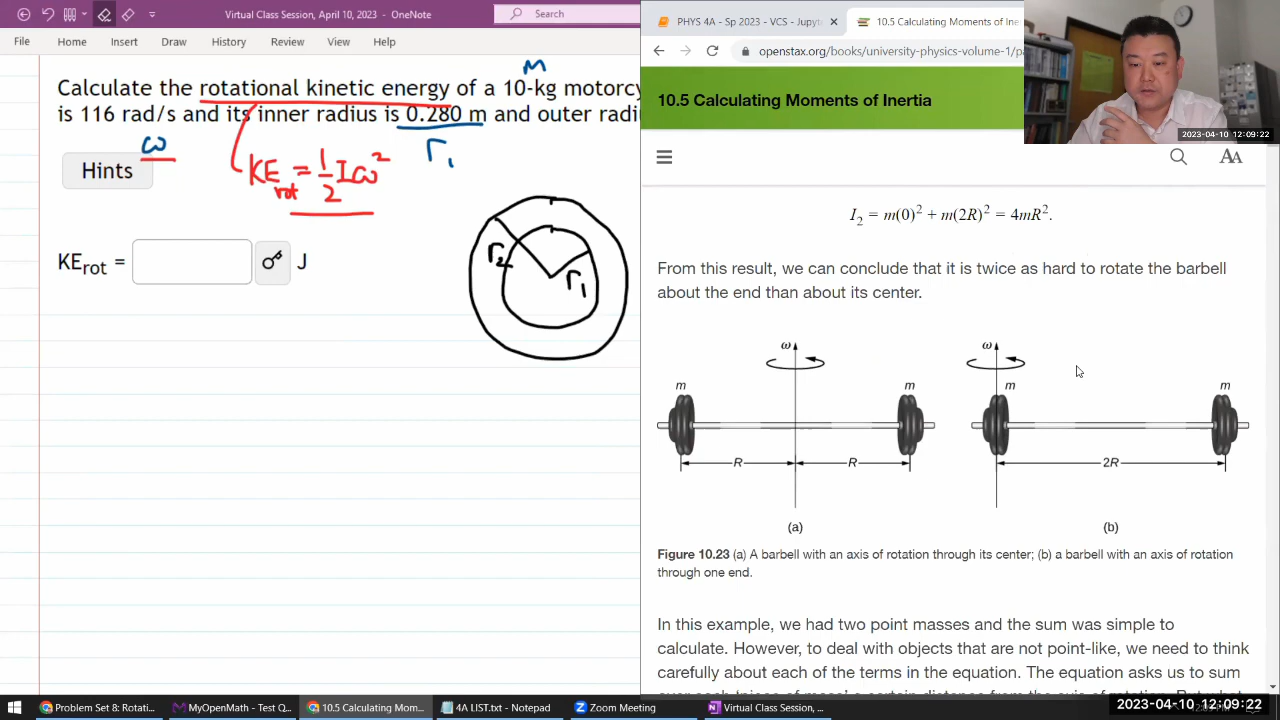 Virtual Class Session, April 10, 2023 - OneNote
Search
File Home Insert Draw History Review View Help
m
Calculate the rotational kinetic energy of a 10-kg motorcy
is 116 rad/s and its inner radius is 0.280 m and outer radi
ω
r₁
Hints
KE rot = 1/2 Iω²
r₂
r₁
KErot =
J
PHYS 4A - Sp 2023 - VCS - Jupyt
10.5 Calculating Moments of Ine
openstax.org/books/university-physics-volume-1/pa
10.5 Calculating Moments of Inertia
2023-04-10 12:09:22
AA
I₂ = m(0)² + m(2R)² = 4mR².
From this result, we can conclude that it is twice as hard to rotate the barbell
about the end than about its center.
ω
ω
m
m
m
m
R
R
2R
(a)
(b)
Figure 10.23 (a) A barbell with an axis of rotation through its center; (b) a barbell with an axis of rotation
through one end.
In this example, we had two point masses and the sum was simple to
calculate. However, to deal with objects that are not point-like, we need to think
carefully about each of the terms in the equation. The equation asks us to sum
Problem Set 8: Rotati...
MyOpenMath - Test Q...
10.5 Calculating Mom...
4A LIST.txt - Notepad
Zoom Meeting
Virtual Class Session, ...
2023-04-10 12:09:22